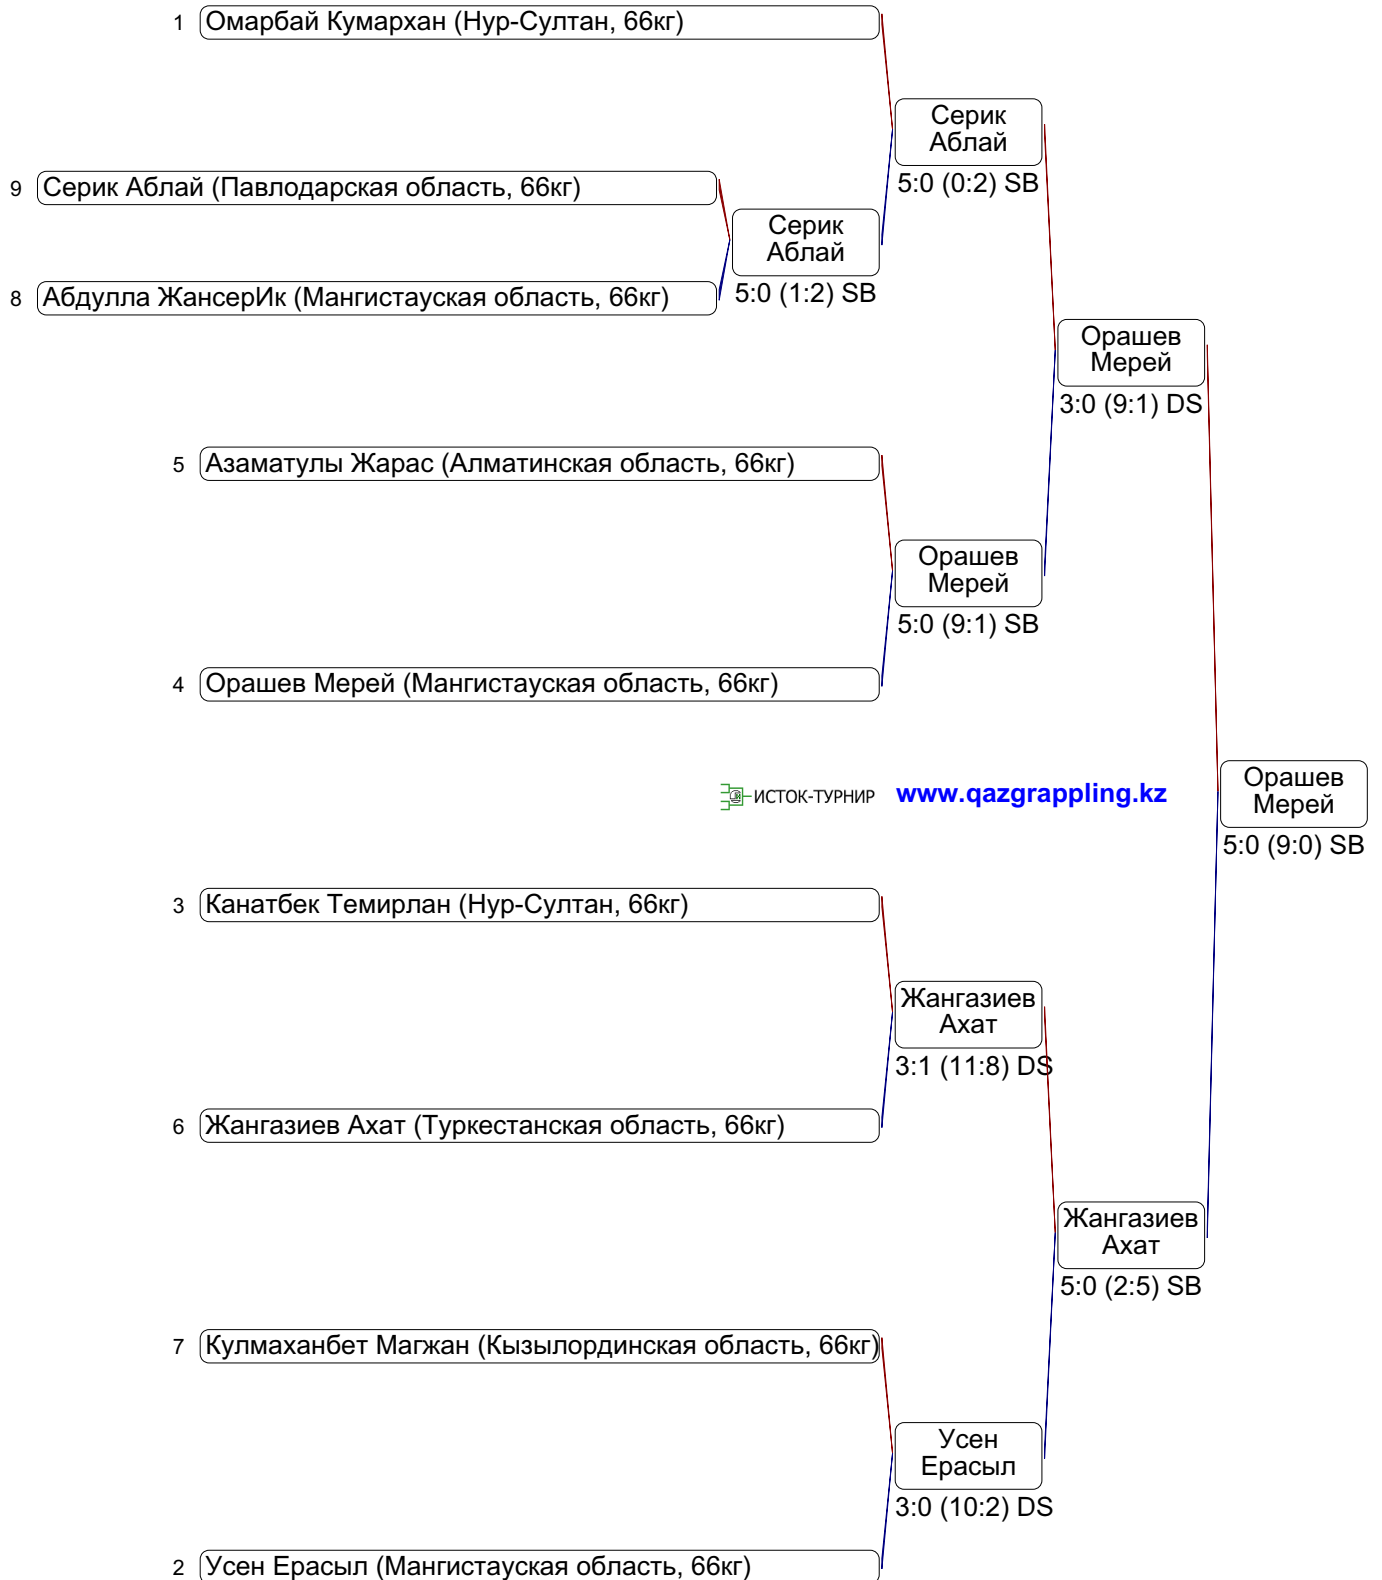 1 Омарбай Кумархан (Нур-Султан, 66кг)
Серик
Аблай
5:0 (0:2) SB
9 Серик Аблай (Павлодарская область, 66кг)
Серик
Аблай
5:0 (1:2) SB
8 Абдулла ЖансерИк (Мангистауская область, 66кг)
Орашев
Мерей
3:0 (9:1) DS
5 Азаматулы Жарас (Алматинская область, 66кг)
Орашев
Мерей
5:0 (9:1) SB
4 Орашев Мерей (Мангистауская область, 66кг)
ИСТОК-ТУРНИР www.qazgrappling.kz
Орашев
Мерей
5:0 (9:0) SB
3 Канатбек Темирлан (Нур-Султан, 66кг)
Жангазиев
Ахат
3:1 (11:8) DS
6 Жангазиев Ахат (Туркестанская область, 66кг)
Жангазиев
Ахат
5:0 (2:5) SB
7 Кулмаханбет Магжан (Кызылординская область, 66кг)
Усен
Ерасыл
3:0 (10:2) DS
2 Усен Ерасыл (Мангистауская область, 66кг)